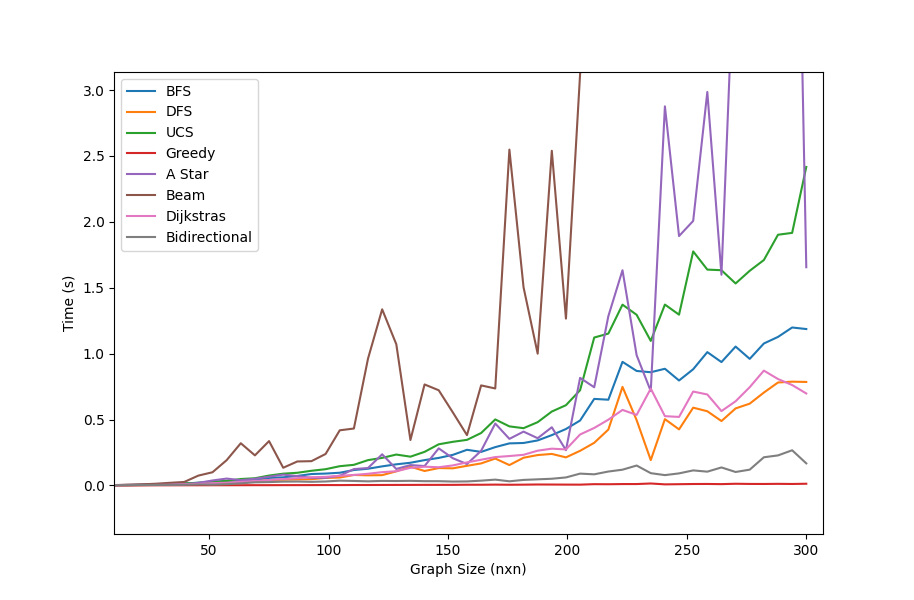 3.0
2.5
2.0
1.5
1.0
0.5
0.0
Time (s)
BFS
DFS
UCS
Greedy
A Star
Beam
Dijkstras
Bidirectional
50 100 150 200 250 300
Graph Size (nxn)